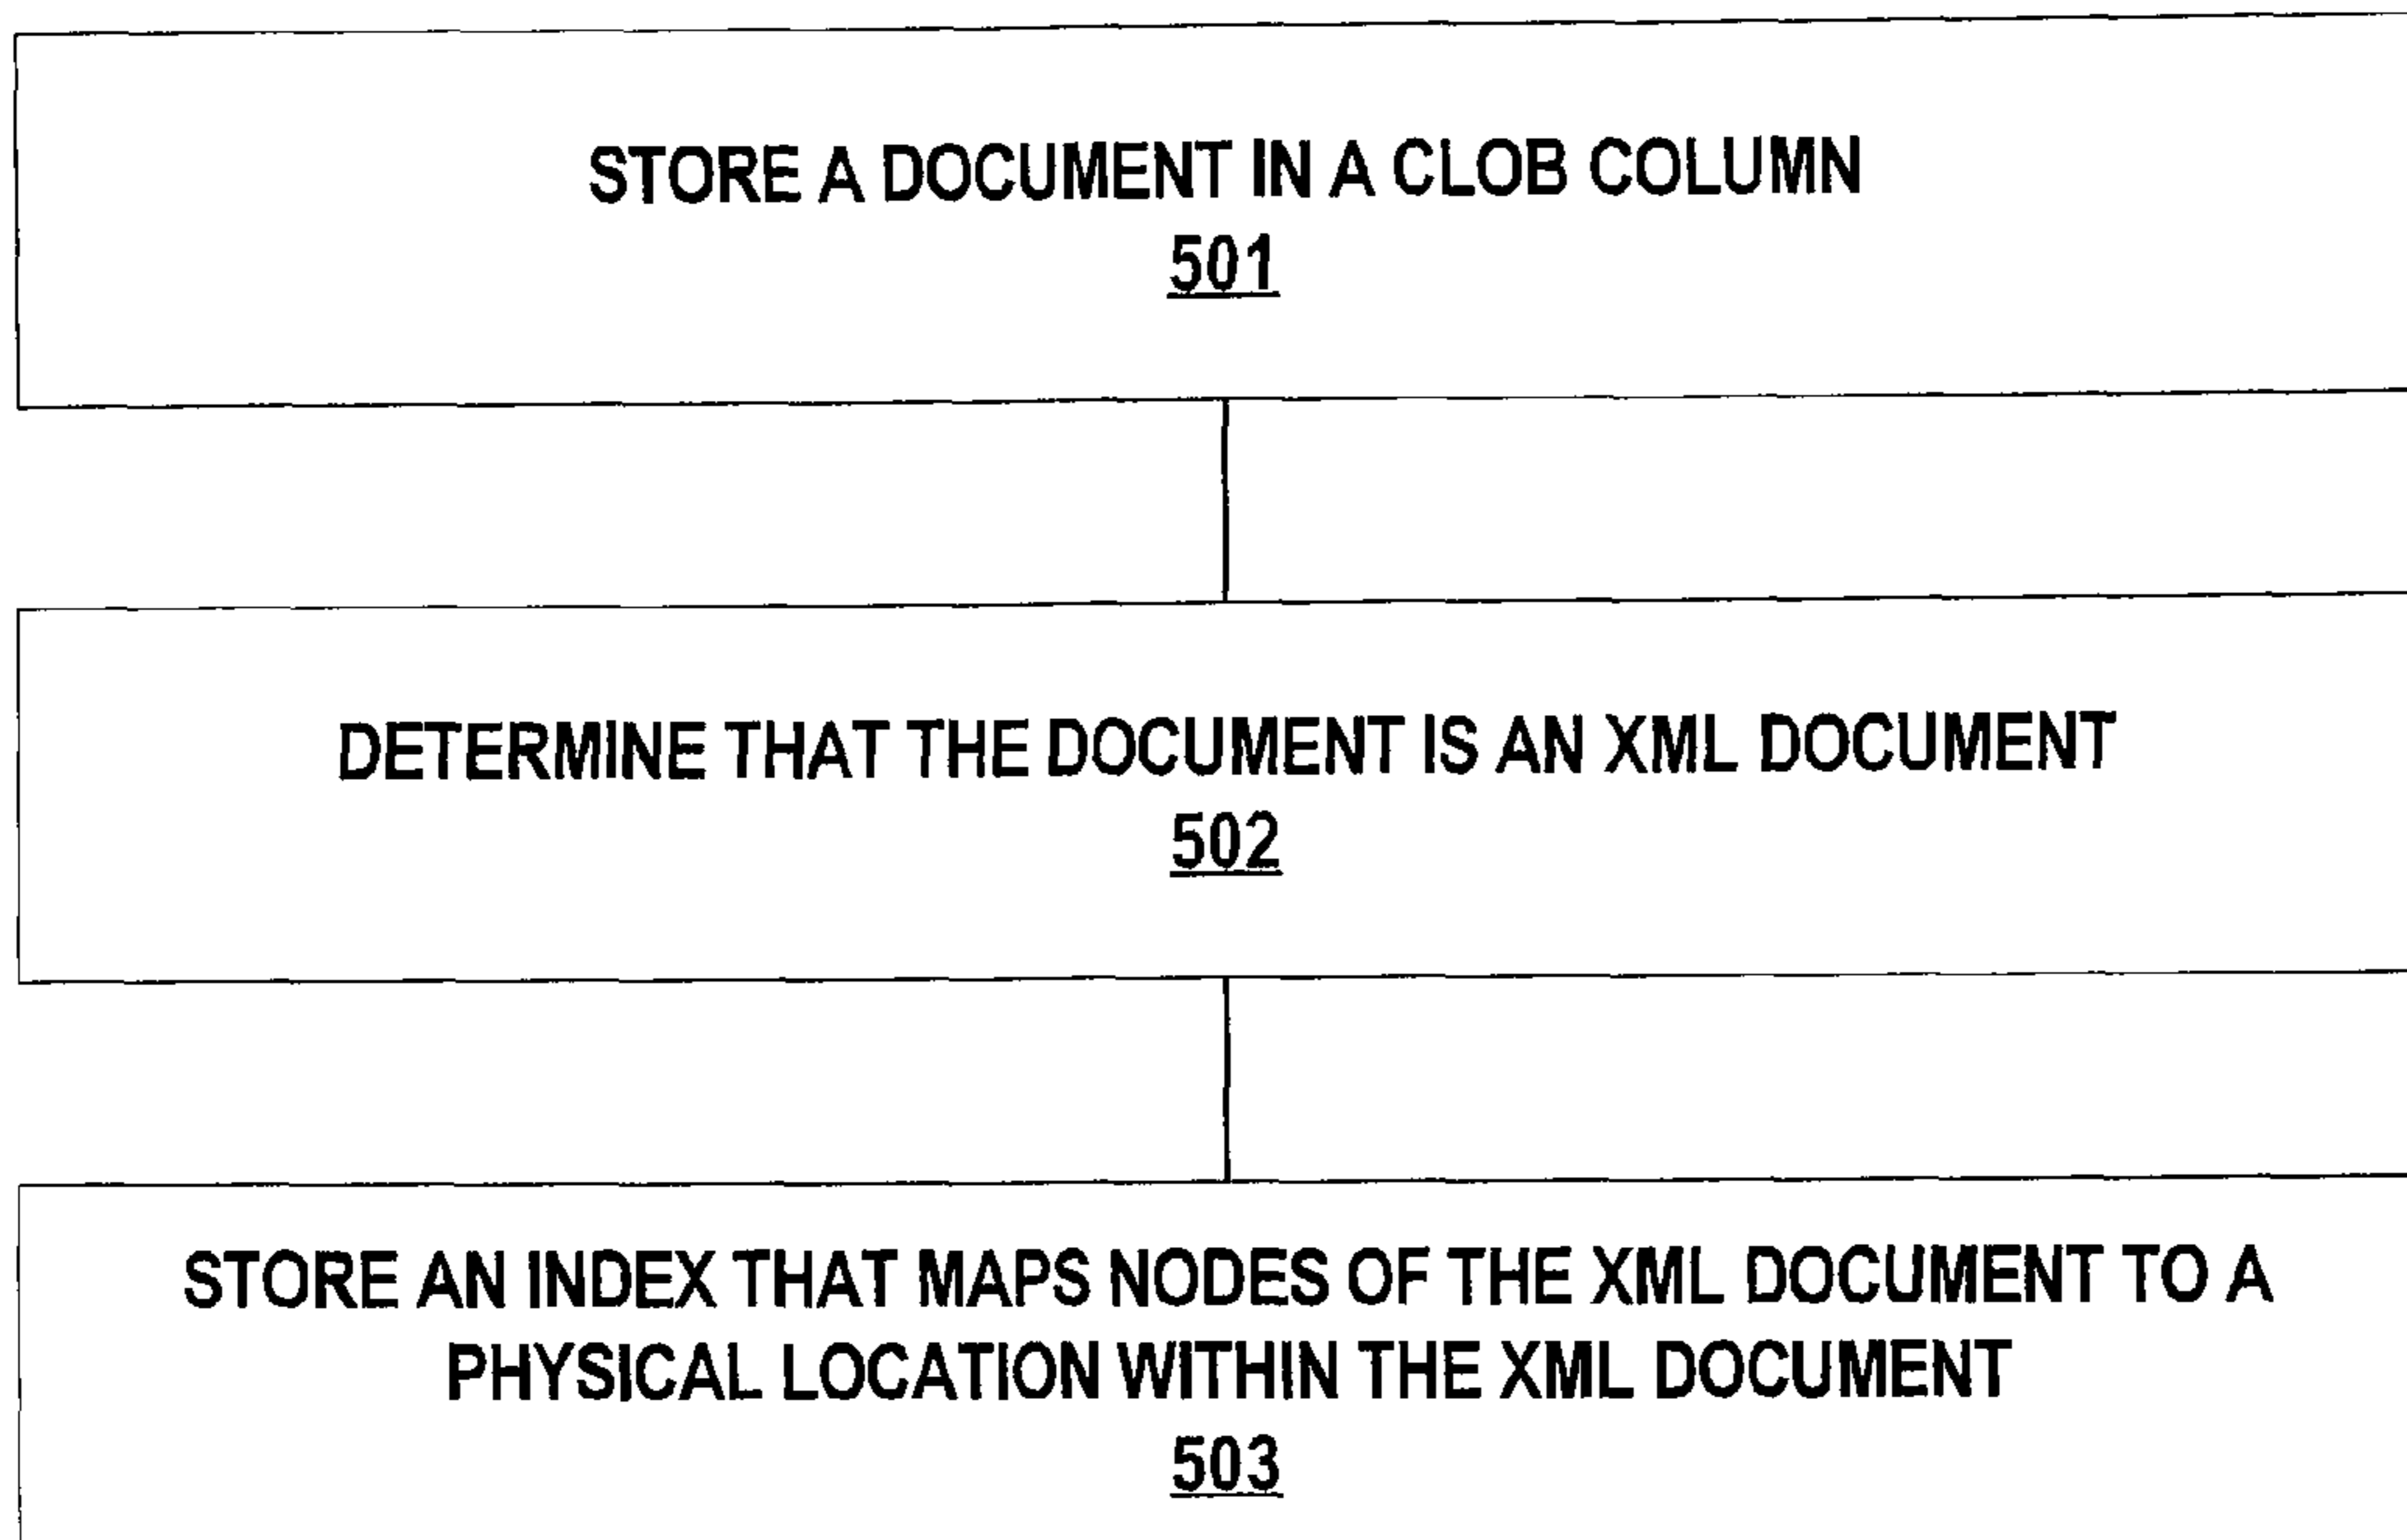 STORE A DOCUMENT IN A CLOB COLUMN
501
DETERMINE THAT THE DOCUMENT IS AN XML DOCUMENT
502
STORE AN INDEX THAT MAPS NODES OF THE XML DOCUMENT TO A
PHYSICAL LOCATION WITHIN THE XML DOCUMENT
503